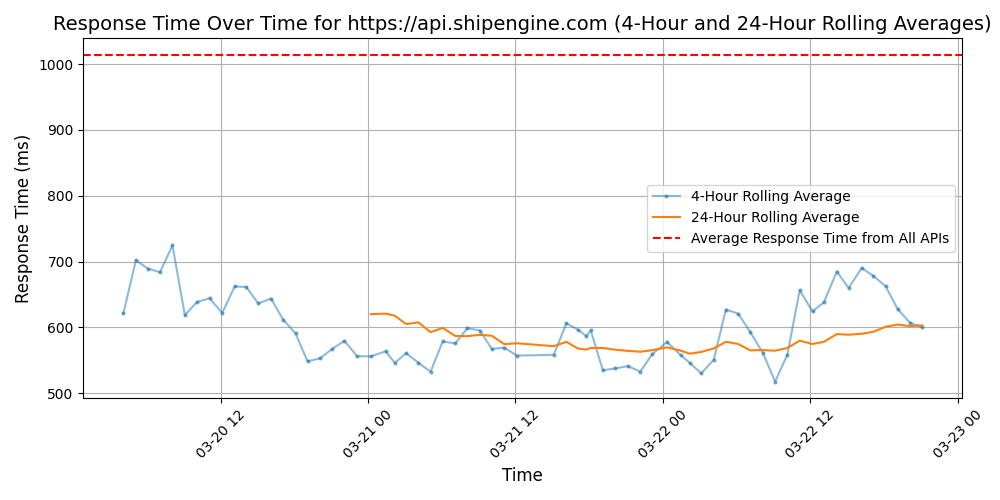 Response Time Over Time for https://api.shipengine.com (4-Hour and 24-Hour Rolling Averages)
Response Time (ms)
1000
900
800
700
600
500
4-Hour Rolling Average
24-Hour Rolling Average
Average Response Time from All APIs
03-20 12
03-21 00
03-21 12
03-22 00
03-22 12
03-23 00
Time